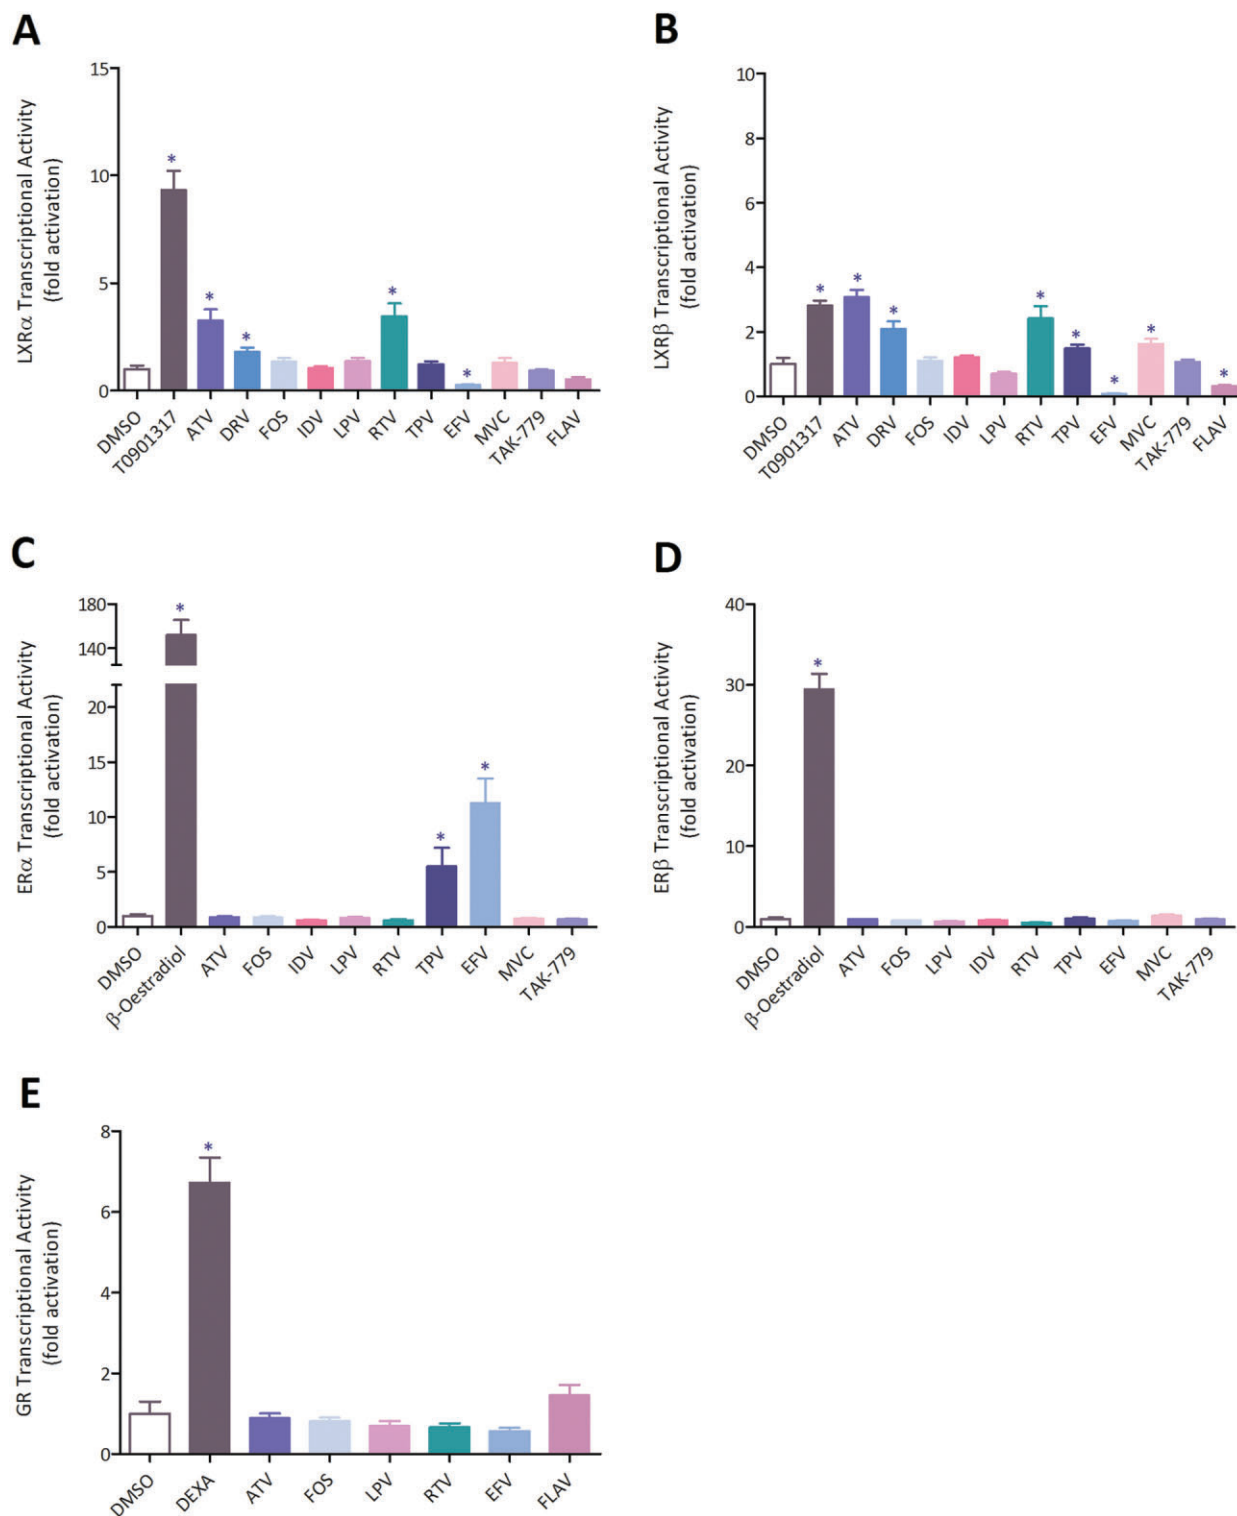 A
LXRα Transcriptional Activity
(fold activation)
15
10
5
0
*
*
*
*
*
DMSO
T0901317
ATV
DRV
FOS
IDV
LPV
RTV
TPV
EFV
MVC
TAK-779
FLAV
B
LXRβ Transcriptional Activity
(fold activation)
10
8
6
4
2
0
*
*
*
*
*
*
*
*
DMSO
T0901317
ATV
DRV
FOS
IDV
LPV
RTV
TPV
EFV
MVC
TAK-779
FLAV
C
ERα Transcriptional Activity
(fold activation)
180
140
20
15
10
5
0
*
*
*
DMSO
β-Oestradiol
ATV
FOS
IDV
LPV
RTV
TPV
EFV
MVC
TAK-779
D
ERβ Transcriptional Activity
(fold activation)
40
30
20
10
0
*
DMSO
β-Oestradiol
ATV
FOS
LPV
IDV
RTV
TPV
EFV
MVC
TAK-779
E
GR Transcriptional Activity
(fold activation)
8
6
4
2
0
*
DMSO
DEXA
ATV
FOS
LPV
RTV
EFV
FLAV